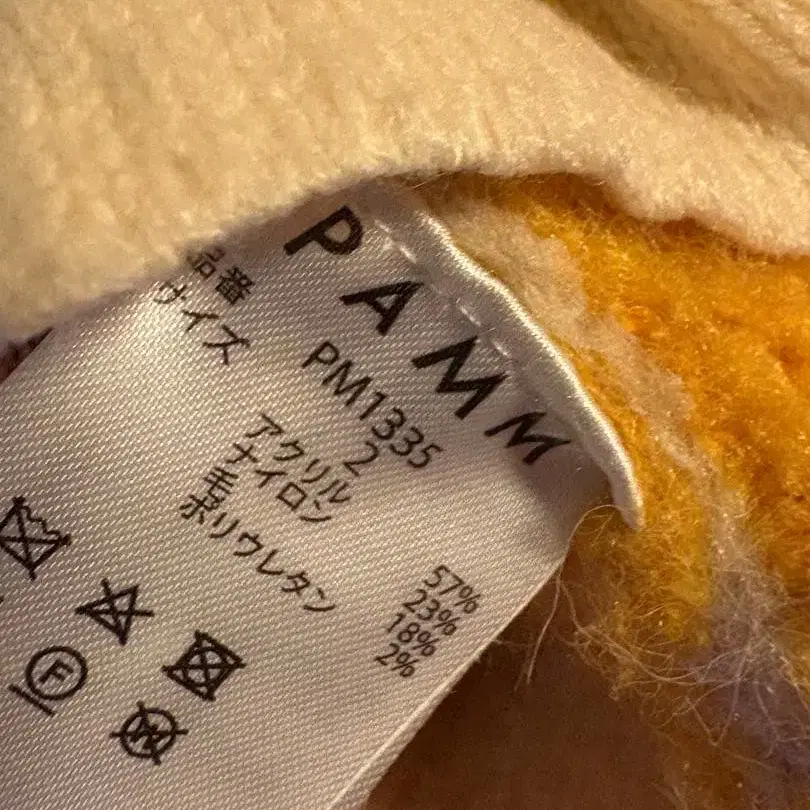 PAMM
品番 PM1335
サイズ 2
アクリル 57%
ナイロン 23%
毛 18%
ポリウレタン 2%
F
W